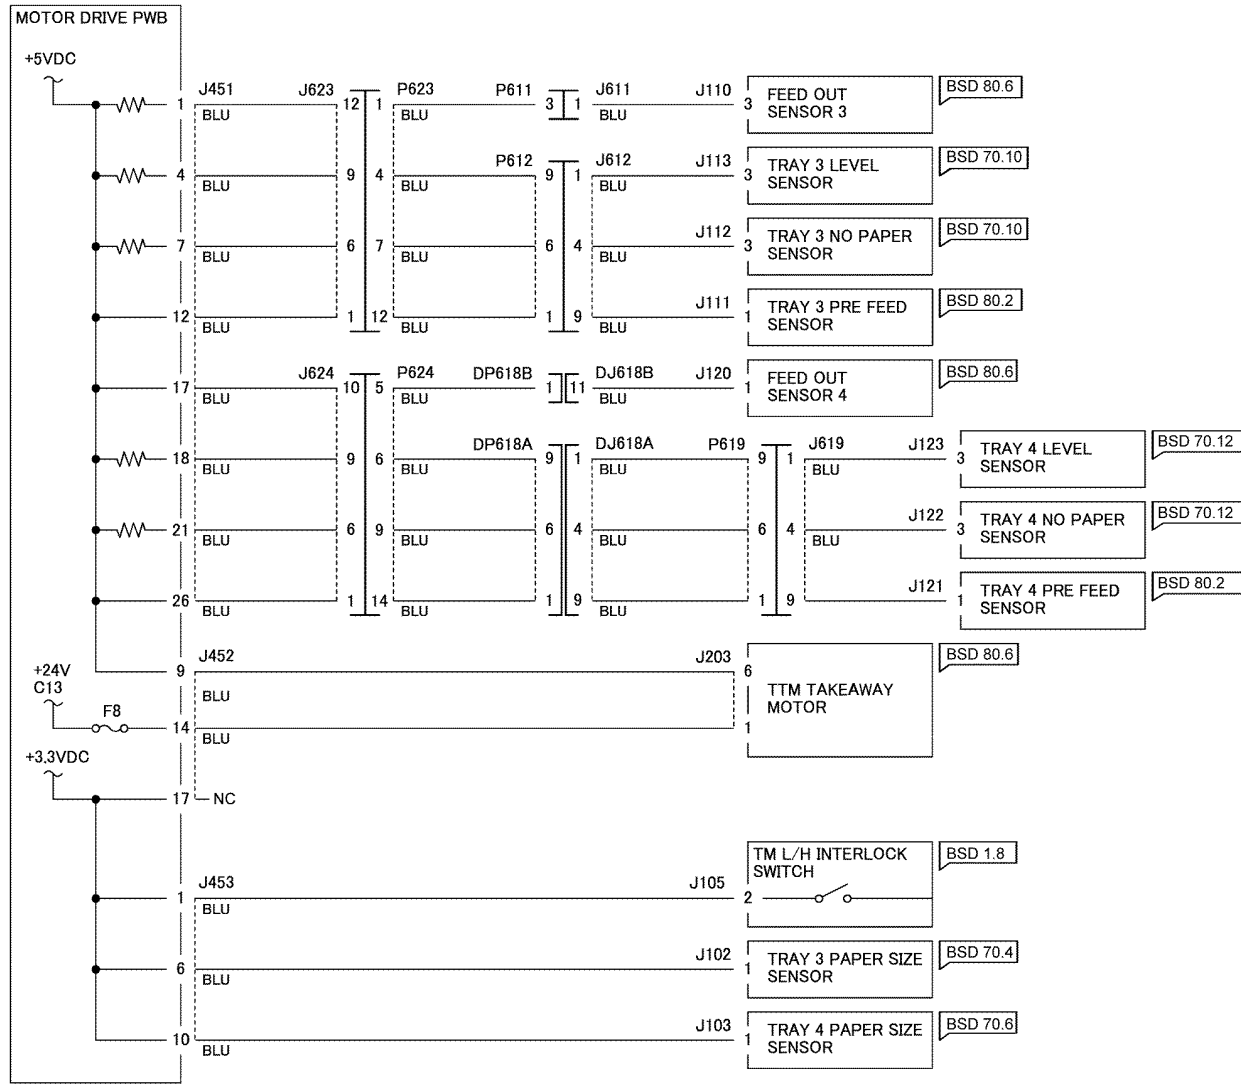 MOTOR DRIVE PWB
+5VDC
1 J451 J623 12 1 P623 P611 3 1 J611 J110 3 FEED OUT SENSOR 3 BSD 80.6
BLU BLU BLU
4 9 4 P612 9 1 J612 J113 3 TRAY 3 LEVEL SENSOR BSD 70.10
BLU BLU BLU
7 6 7 6 4 J112 3 TRAY 3 NO PAPER SENSOR BSD 70.10
BLU BLU BLU
12 1 12 1 9 J111 1 TRAY 3 PRE FEED SENSOR BSD 80.2
BLU BLU BLU
17 J624 10 5 P624 DP618B 1 11 DJ618B J120 1 FEED OUT SENSOR 4 BSD 80.6
BLU BLU BLU
18 9 6 DP618A 9 1 DJ618A P619 9 1 J619 J123 3 TRAY 4 LEVEL SENSOR BSD 70.12
BLU BLU BLU BLU
21 6 9 6 4 6 4 J122 3 TRAY 4 NO PAPER SENSOR BSD 70.12
BLU BLU BLU BLU
26 1 14 1 9 1 9 J121 1 TRAY 4 PRE FEED SENSOR BSD 80.2
BLU BLU BLU
9 J452 J203 6 TTM TAKEAWAY MOTOR BSD 80.6
BLU
+24V
C13
F8
14 1
BLU
+3.3VDC
17 NC
1 J453 J105 2 TM L/H INTERLOCK SWITCH BSD 1.8
BLU
6 J102 1 TRAY 3 PAPER SIZE SENSOR BSD 70.4
BLU
10 J103 1 TRAY 4 PAPER SIZE SENSOR BSD 70.6
BLU